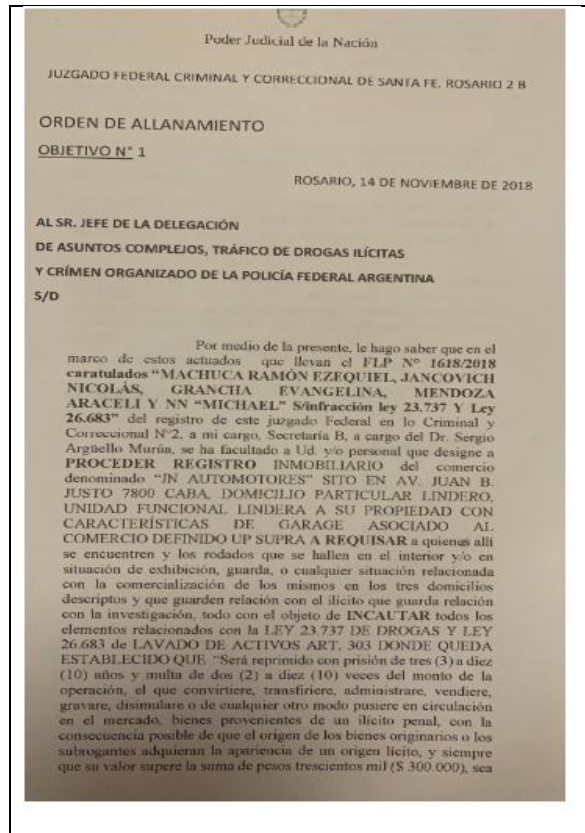 Poder Judicial de la Nación
JUZGADO FEDERAL CRIMINAL Y CORRECCIONAL DE SANTA FE. ROSARIO 2 B
ORDEN DE ALLANAMIENTO
OBJETIVO N° 1
ROSARIO, 14 DE NOVIEMBRE DE 2018
AL SR. JEFE DE LA DELEGACIÓN
DE ASUNTOS COMPLEJOS, TRÁFICO DE DROGAS ILÍCITAS
Y CRÍMEN ORGANIZADO DE LA POLICÍA FEDERAL ARGENTINA
S/D
Por medio de la presente, le hago saber que en el
marco de estos actuados que llevan el FLP N° 1618/2018
caratulados “MACHUCA RAMÓN EZEQUIEL, JANCOVICH
NICOLÁS, GRANCHA EVANGELINA, MENDOZA
ARACELI Y NN “MICHAEL” S/infracción ley 23.737 Y Ley
26.683” del registro de este juzgado Federal en lo Criminal y
Correccional N°2, a mi cargo, Secretaría B, a cargo del Dr. Sergio
Argüello Murúa, se ha facultado a Ud. y/o personal que designe a
PROCEDER REGISTRO INMOBILIARIO del comercio
denominado “JN AUTOMOTORES” SITO EN AV. JUAN B.
JUSTO 7800 CABA, DOMICILIO PARTICULAR LINDERO,
UNIDAD FUNCIONAL LINDERA A SU PROPIEDAD CON
CARACTERÍSTICAS DE GARAGE ASOCIADO AL
COMERCIO DEFINIDO UP SUPRA A REQUISAR a quienes allí
se encuentren y los rodados que se hallen en el interior y/o en
situación de exhibición, guarda, o cualquier situación relacionada
con la comercialización de los mismos en los tres domicilios
descriptos y que guarden relación con el ilícito que guarda relación
con la investigación, todo con el objeto de INCAUTAR todos los
elementos relacionados con la LEY 23.737 DE DROGAS Y LEY
26.683 de LAVADO DE ACTIVOS ART. 303 DONDE QUEDA
ESTABLECIDO QUE “Será reprimido con prisión de tres (3) a diez
(10) años y multa de dos (2) a diez (10) veces del monto de la
operación, el que convirtiere, transfiriere, administrare, vendiere,
gravare, disimulare o de cualquier otro modo pusiere en circulación
en el mercado, bienes provenientes de un ilícito penal, con la
consecuencia posible de que el origen de los bienes originarios o los
subrogantes adquieran la apariencia de un origen lícito, y siempre
que su valor supere la suma de pesos trescientos mil ($ 300.000), sea